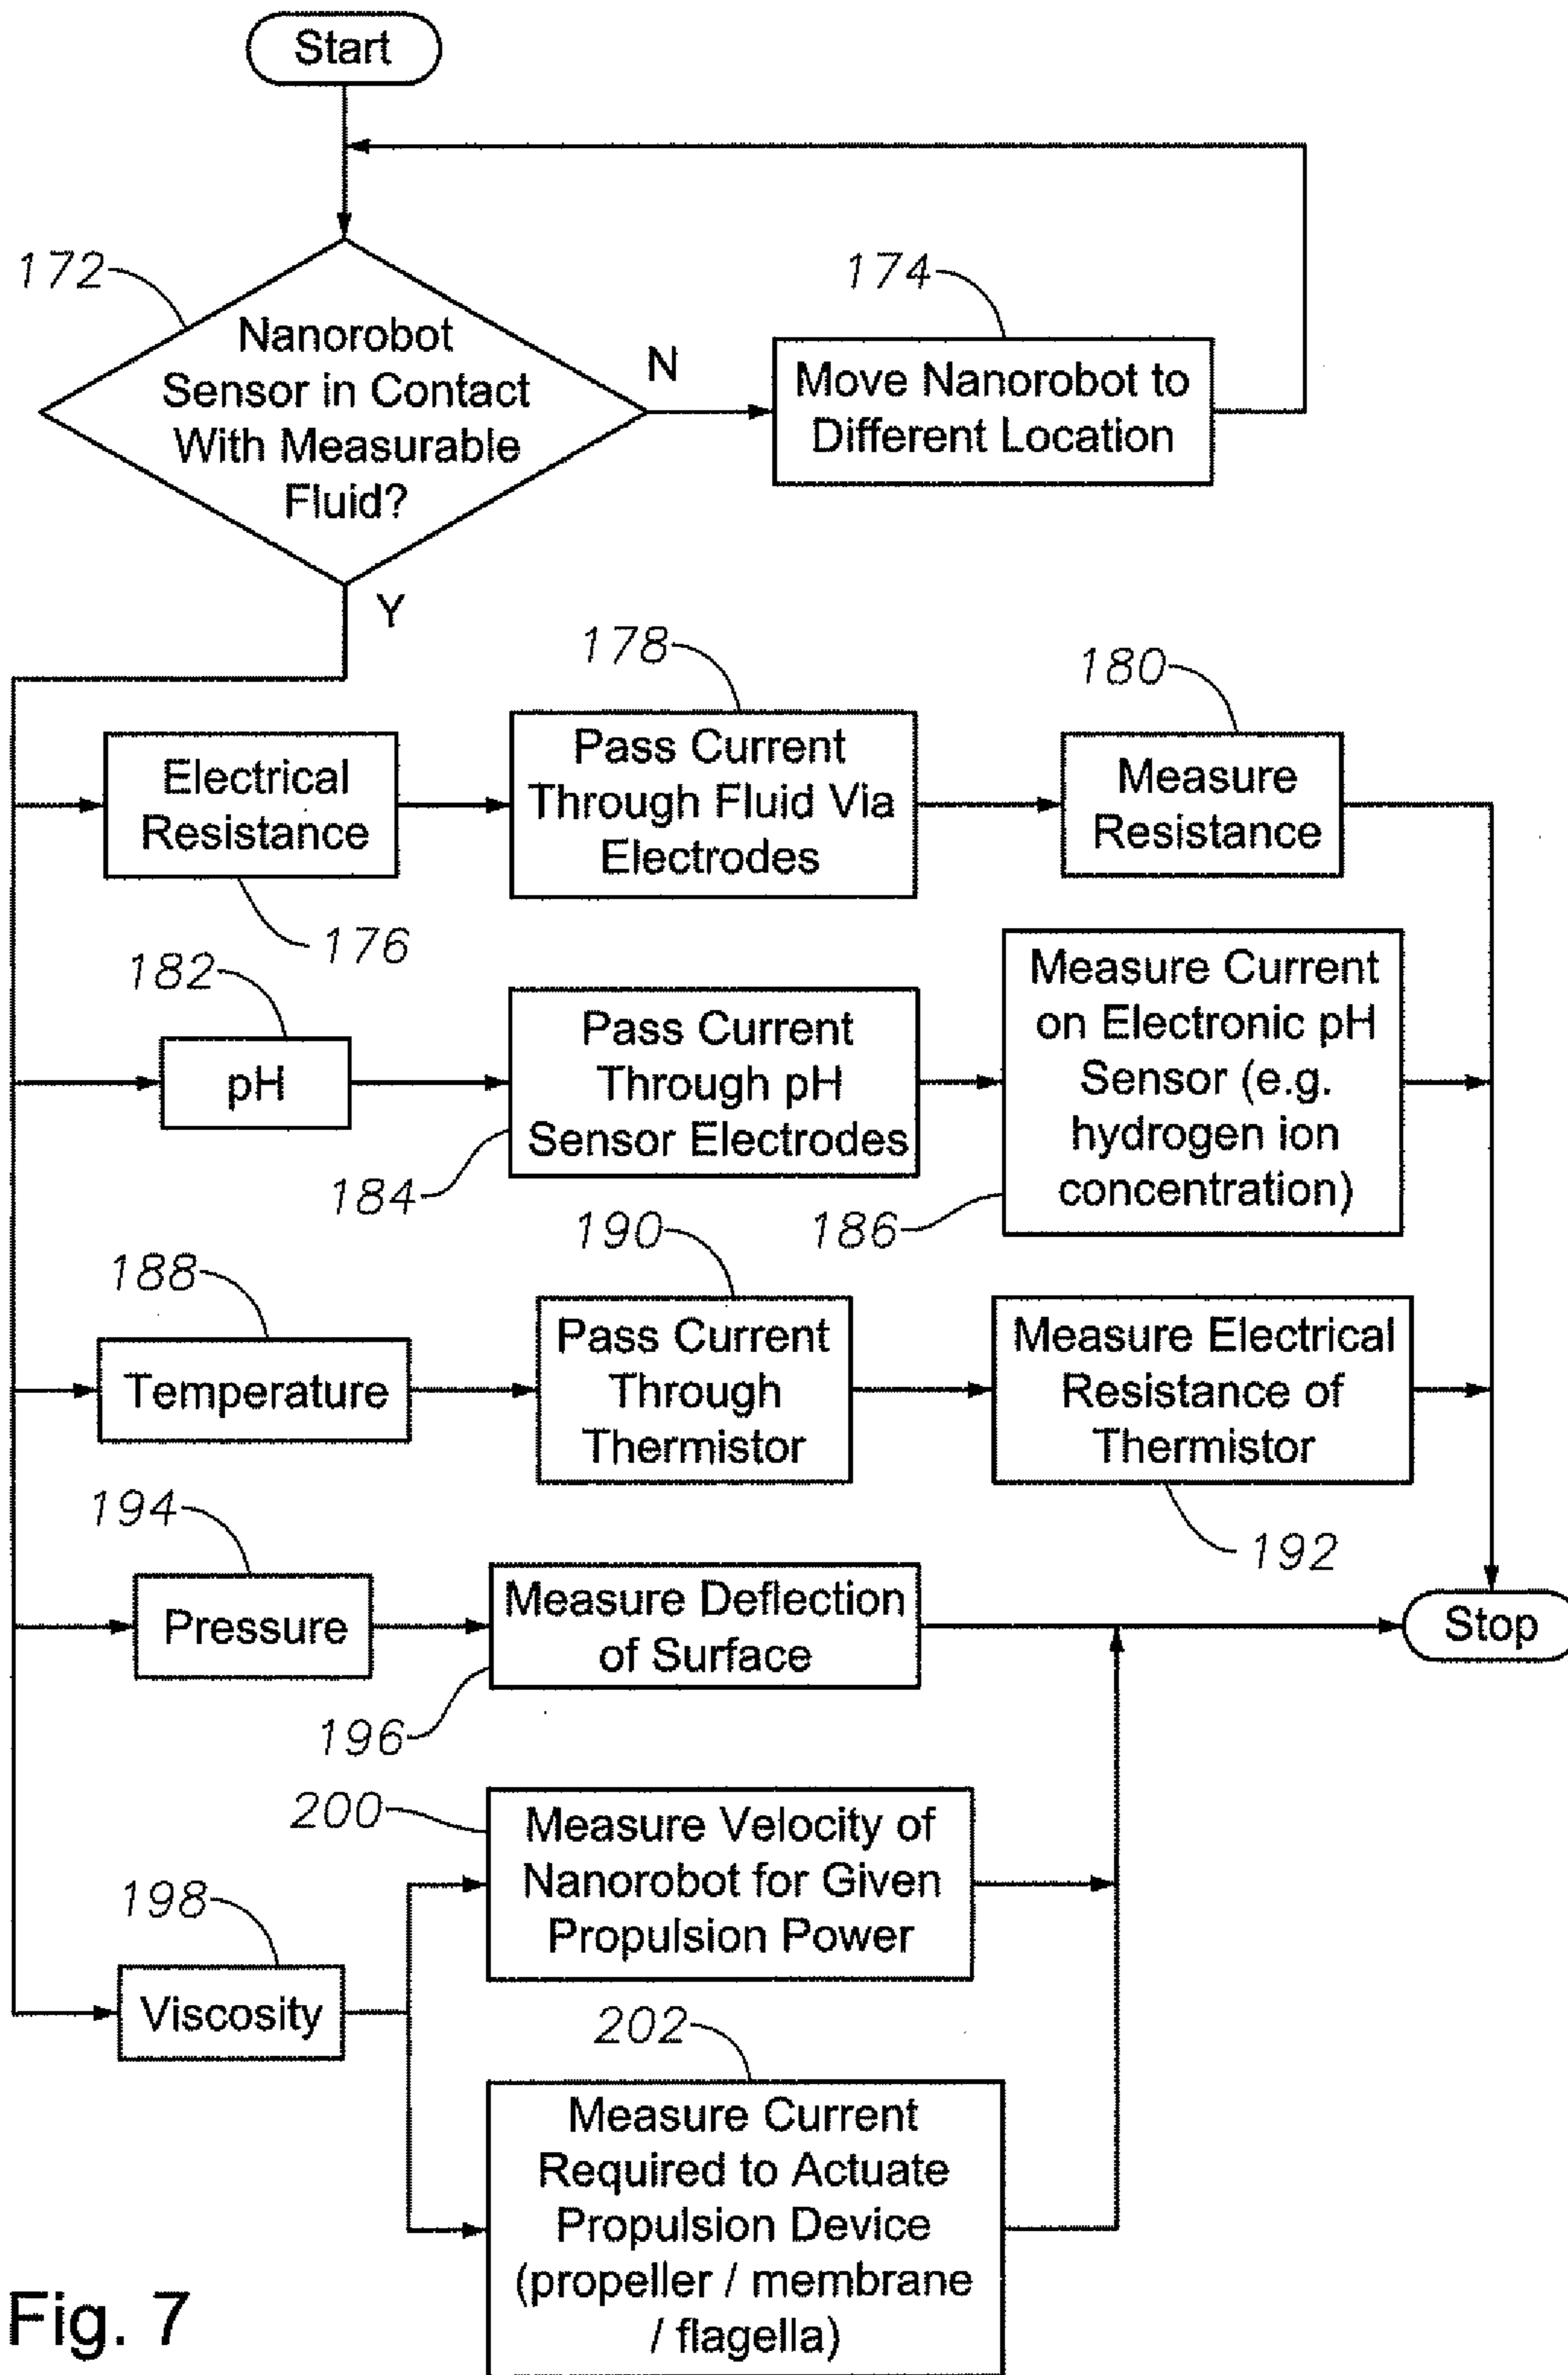 Start
172
Nanorobot
Sensor in Contact
With Measurable
Fluid?
N
174
Move Nanorobot to
Different Location
Y
176
Electrical
Resistance
178
Pass Current
Through Fluid Via
Electrodes
180
Measure
Resistance
182
pH
184
Pass Current
Through pH
Sensor Electrodes
186
Measure Current
on Electronic pH
Sensor (e.g.
hydrogen ion
concentration)
188
Temperature
190
Pass Current
Through
Thermistor
Measure Electrical
Resistance of
Thermistor
192
194
Pressure
Measure Deflection
of Surface
196
Stop
198
Viscosity
200
Measure Velocity of
Nanorobot for Given
Propulsion Power
202
Measure Current
Required to Actuate
Propulsion Device
(propeller / membrane
/ flagella)
Fig. 7